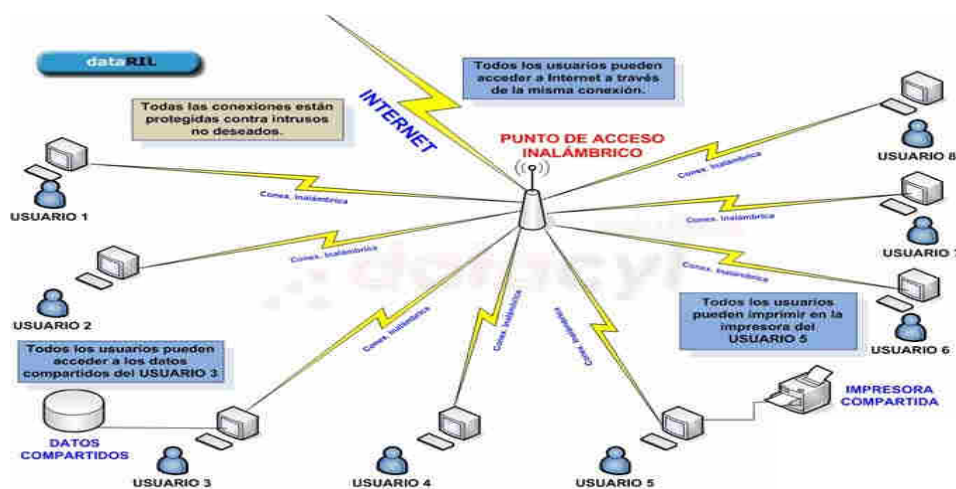 dataRIL
Todos los usuarios pueden
acceder a Internet a través
de la misma conexión.
Todas las conexiones están
protegidas contra intrusos
no deseados.
INTERNET
PUNTO DE ACCESO
INALÁMBRICO
USUARIO 8
Conex. Inalámbrica
USUARIO 1
Conex. Inalámbrica
Conex. Inalámbrica
USUARIO 7
Conex. Inalámbrica
USUARIO 2
Conex. Inalámbrica
Todos los usuarios
pueden imprimir en la
impresora del
USUARIO 5
USUARIO 6
Conex. Inalámbrica
Conex. Inalámbrica
Conex. Inalámbrica
Todos los usuarios pueden
acceder a los datos
compartidos del USUARIO 3
IMPRESORA
COMPARTIDA
DATOS
COMPARTIDOS
USUARIO 3
USUARIO 4
USUARIO 5